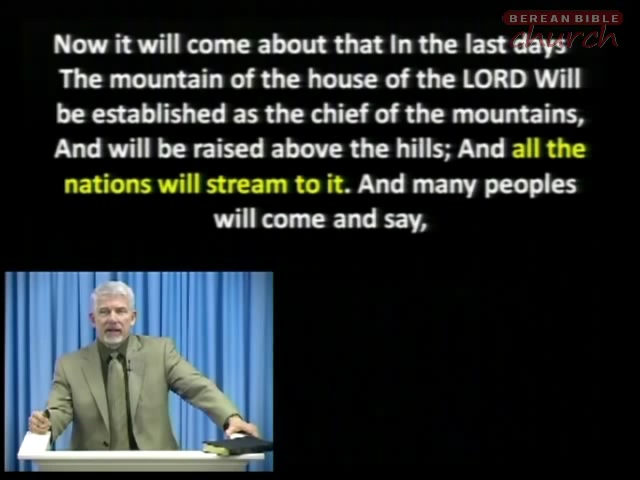 BEREAN BIBLE
church
Now it will come about that In the last days
The mountain of the house of the LORD Will
be established as the chief of the mountains,
And will be raised above the hills; And all the
nations will stream to it. And many peoples
will come and say,